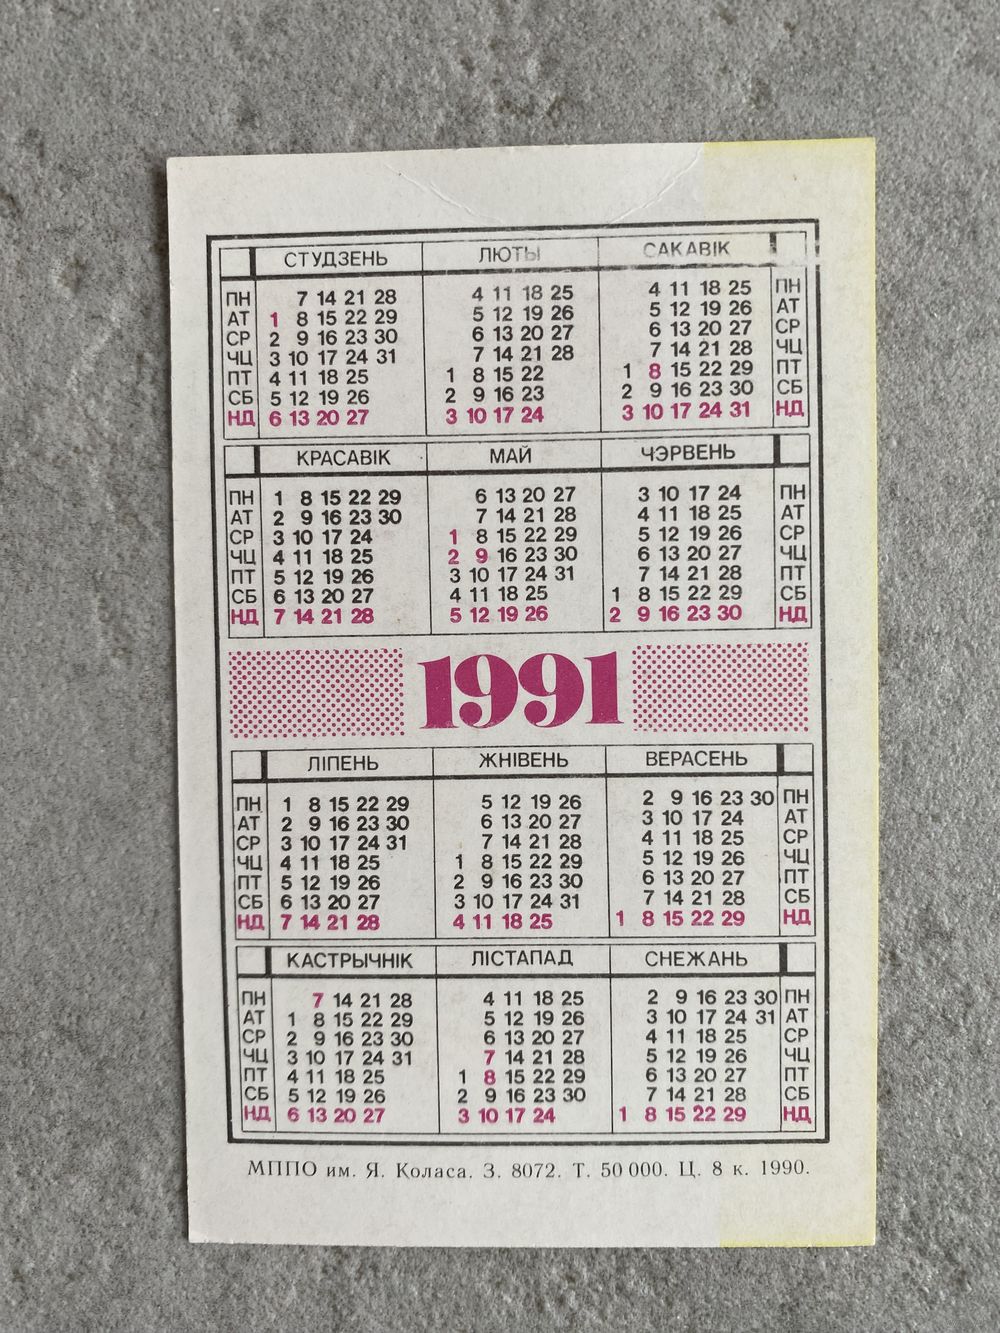 СТУДЗЕНЬ ЛЮТЫ САКАВІК
ПН 7 14 21 28 4 11 18 25 4 11 18 25 ПН
АТ 1 8 15 22 29 5 12 19 26 5 12 19 26 АТ
СР 2 9 16 23 30 6 13 20 27 6 13 20 27 СР
ЧЦ 3 10 17 24 31 7 14 21 28 7 14 21 28 ЧЦ
ПТ 4 11 18 25 1 8 15 22 1 8 15 22 29 ПТ
СБ 5 12 19 26 2 9 16 23 2 9 16 23 30 СБ
НД 6 13 20 27 3 10 17 24 3 10 17 24 31 НД
КРАСАВІК МАЙ ЧЭРВЕНЬ
ПН 1 8 15 22 29 6 13 20 27 3 10 17 24 ПН
АТ 2 9 16 23 30 7 14 21 28 4 11 18 25 АТ
СР 3 10 17 24 1 8 15 22 29 5 12 19 26 СР
ЧЦ 4 11 18 25 2 9 16 23 30 6 13 20 27 ЧЦ
ПТ 5 12 19 26 3 10 17 24 31 7 14 21 28 ПТ
СБ 6 13 20 27 4 11 18 25 1 8 15 22 29 СБ
НД 7 14 21 28 5 12 19 26 2 9 16 23 30 НД
1991
ЛІПЕНЬ ЖНІВЕНЬ ВЕРАСЕНЬ
ПН 1 8 15 22 29 5 12 19 26 2 9 16 23 30 ПН
АТ 2 9 16 23 30 6 13 20 27 3 10 17 24 АТ
СР 3 10 17 24 31 7 14 21 28 4 11 18 25 СР
ЧЦ 4 11 18 25 1 8 15 22 29 5 12 19 26 ЧЦ
ПТ 5 12 19 26 2 9 16 23 30 6 13 20 27 ПТ
СБ 6 13 20 27 3 10 17 24 31 7 14 21 28 СБ
НД 7 14 21 28 4 11 18 25 1 8 15 22 29 НД
КАСТРЫЧНІК ЛІСТАПАД СНЕЖАНЬ
ПН 7 14 21 28 4 11 18 25 2 9 16 23 30 ПН
АТ 1 8 15 22 29 5 12 19 26 3 10 17 24 31 АТ
СР 2 9 16 23 30 6 13 20 27 4 11 18 25 СР
ЧЦ 3 10 17 24 31 7 14 21 28 5 12 19 26 ЧЦ
ПТ 4 11 18 25 1 8 15 22 29 6 13 20 27 ПТ
СБ 5 12 19 26 2 9 16 23 30 7 14 21 28 СБ
НД 6 13 20 27 3 10 17 24 1 8 15 22 29 НД
МППО им. Я. Коласа. З. 8072. Т. 50 000. Ц. 8 к. 1990.